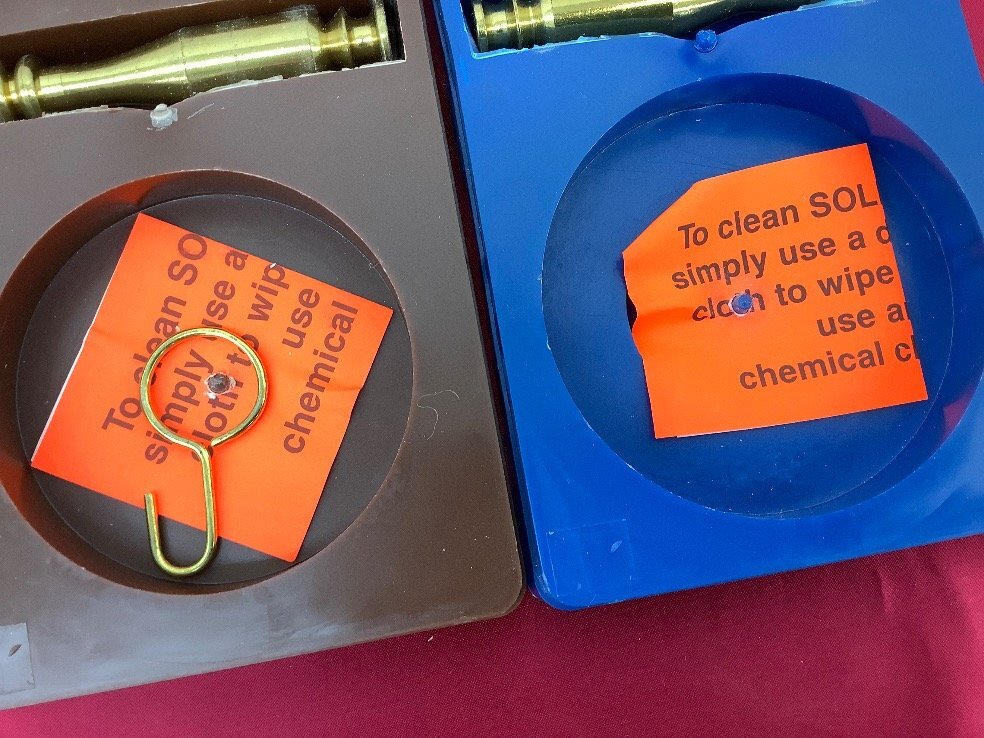 To clean SO
simply use a
cloth to wip
use
chemical
To clean SOL
simply use a c
cloth to wipe
use a
chemical cl